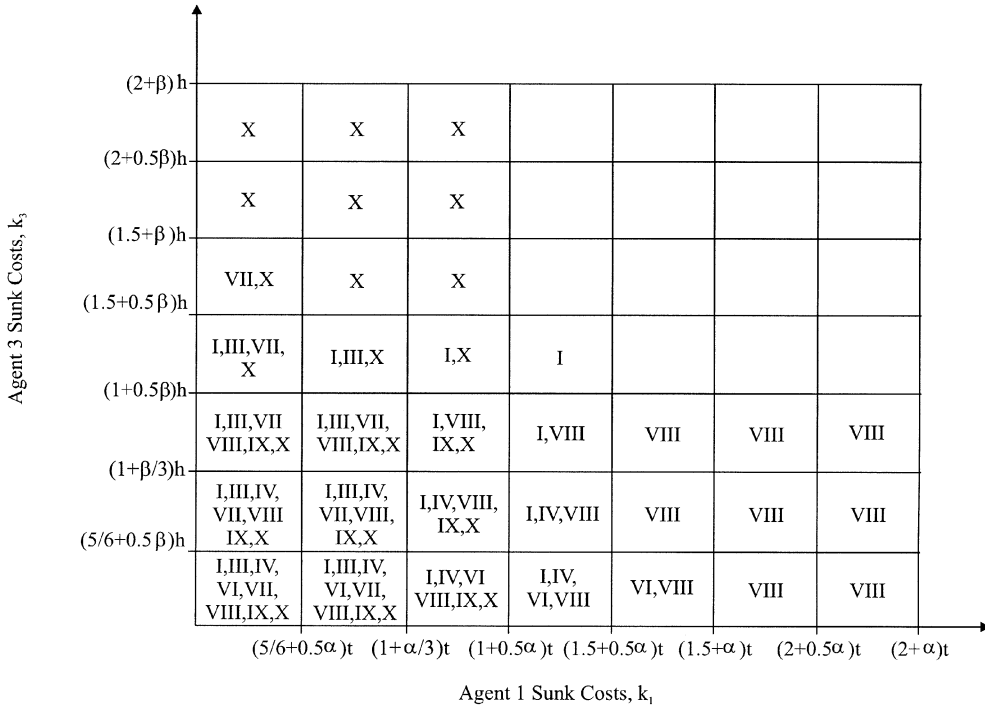 (2+β)h
X X X
(2+0.5β)h
X X X
(1.5+β)h
VII,X X X
(1.5+0.5β)h
I,III,VII,
X
I,III,X
I,X
I
(1+0.5β)h
I,III,VII
VIII,IX,X
I,III,VII,
VIII,IX,X
I,VIII,
IX,X
I,VIII
VIII
VIII
VIII
(1+β/3)h
I,III,IV,
VII,VIII
IX,X
I,III,IV,
VII,VIII,
IX,X
I,IV,VIII,
IX,X
I,IV,VIII
VIII
VIII
VIII
(5/6+0.5β)h
I,III,IV,
VI,VII,
VIII,IX,X
I,III,IV,
VI,VII,
VIII,IX,X
I,IV,VI
VIII,IX,X
I,IV,
VI,VIII
VI,VIII
VIII
VIII
(5/6+0.5α)t (1+α/3)t (1+0.5α)t (1.5+0.5α)t (1.5+α)t (2+0.5α)t (2+α)t
Agent 1 Sunk Costs, k₁
Agent 3 Sunk Costs, k₃